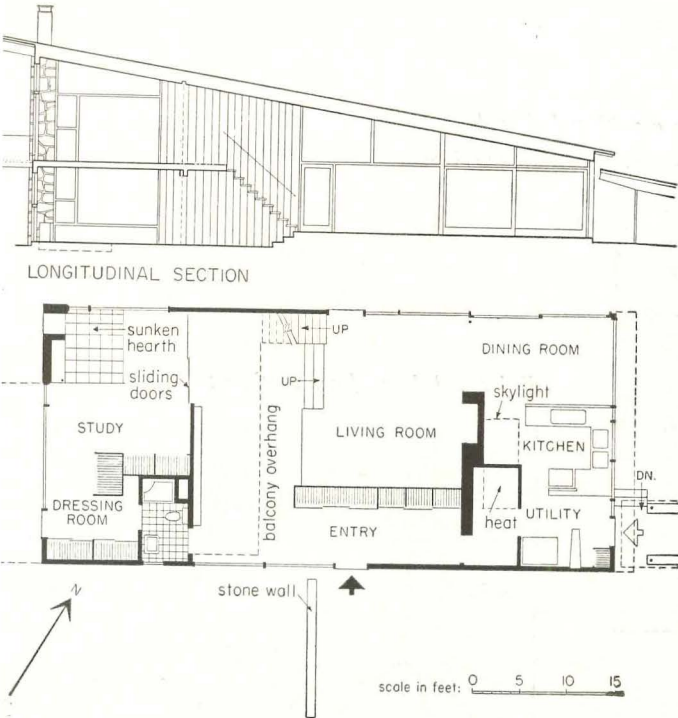 LONGITUDINAL SECTION
sunken
hearth
sliding
doors
UP
UP
DINING ROOM
skylight
STUDY
balcony overhang
LIVING ROOM
KITCHEN
DN.
DRESSING
ROOM
heat
UTILITY
ENTRY
stone wall
N
scale in feet: 0 5 10 15